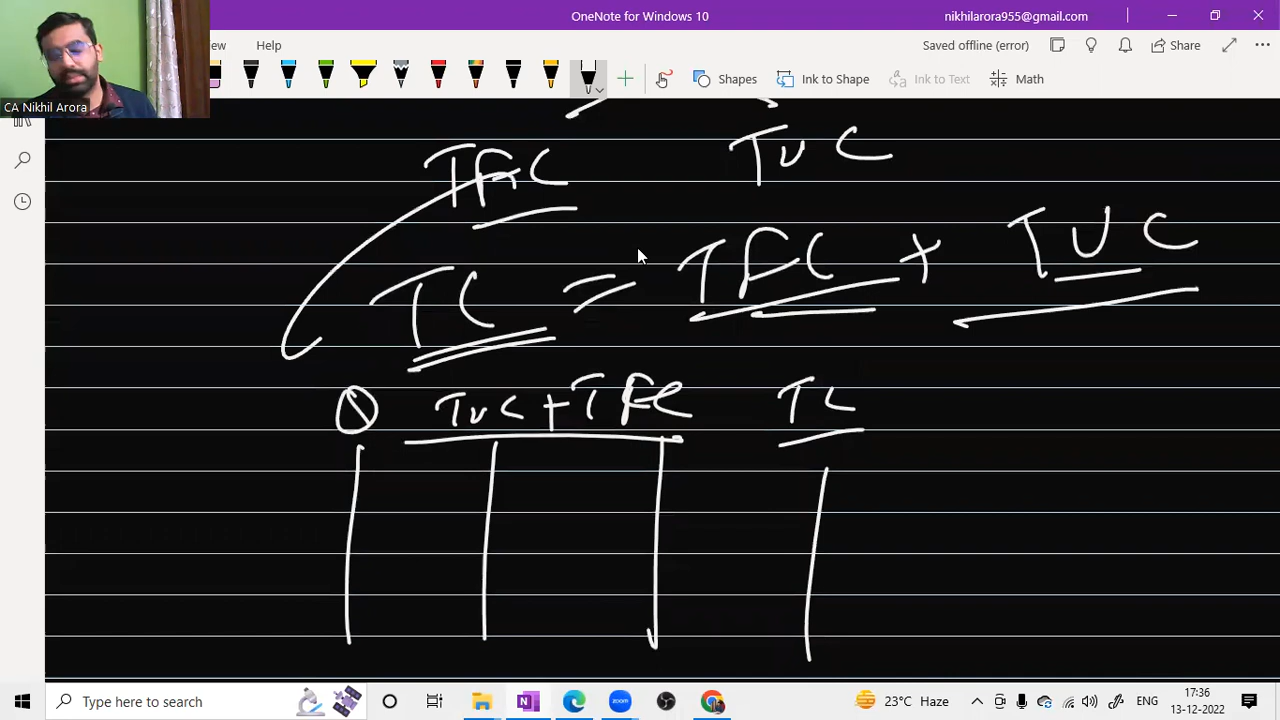 OneNote for Windows 10
nikhilarora955@gmail.com
Help
Saved offline (error)
Share
Shapes
Ink to Shape
Ink to Text
Math
CA Nikhil Arora
TFC
TVC
TC = TFC + TVC
TVC + TFC
TC
Type here to search
23°C Haze
ENG
17:36
13-12-2022